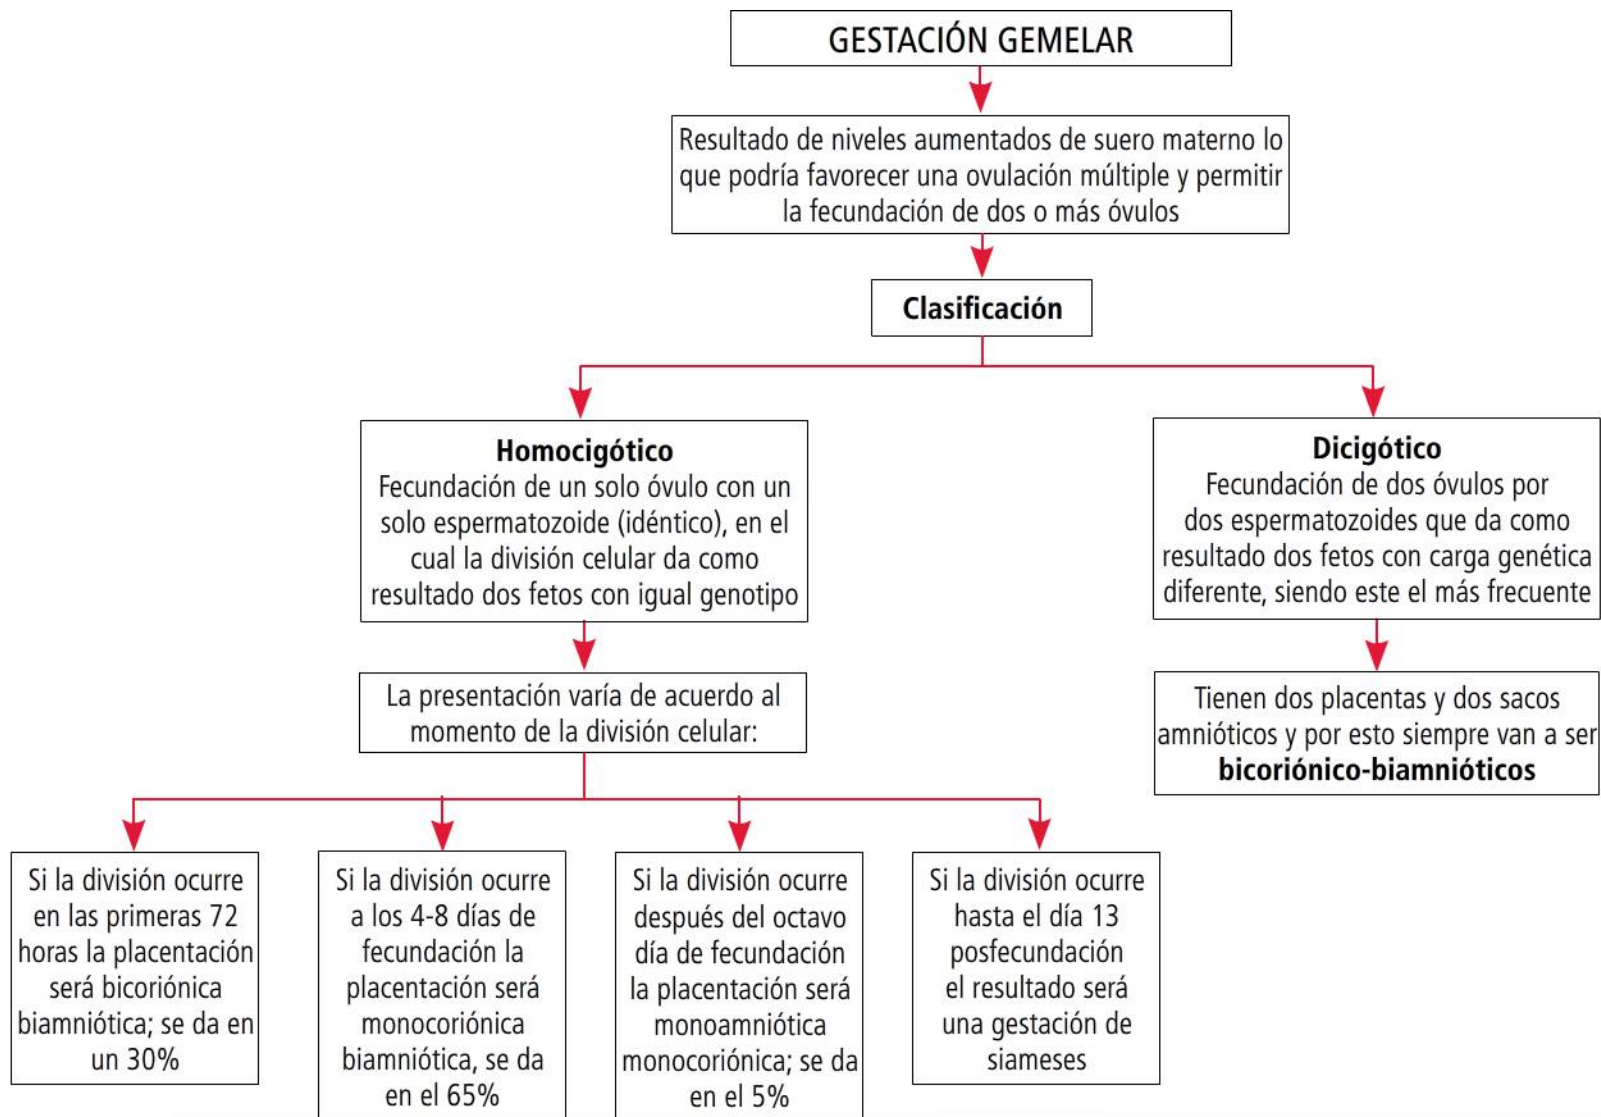 GESTACIÓN GEMELAR
Resultado de niveles aumentados de suero materno lo
que podría favorecer una ovulación múltiple y permitir
la fecundación de dos o más óvulos
Clasificación
Homocigótico
Fecundación de un solo óvulo con un
solo espermatozoide (idéntico), en el
cual la división celular da como
resultado dos fetos con igual genotipo
Dicigótico
Fecundación de dos óvulos por
dos espermatozoides que da como
resultado dos fetos con carga genética
diferente, siendo este el más frecuente
La presentación varía de acuerdo al
momento de la división celular:
Tienen dos placentas y dos sacos
amnióticos y por esto siempre van a ser
bicoriónico-biamnióticos
Si la división ocurre
en las primeras 72
horas la placentación
será bicoriónica
biamniótica; se da en
un 30%
Si la división ocurre
a los 4-8 días de
fecundación la
placentación será
monocoriónica
biamniótica, se da
en el 65%
Si la división ocurre
después del octavo
día de fecundación
la placentación será
monoamniótica
monocoriónica; se da
en el 5%
Si la división ocurre
hasta el día 13
posfecundación
el resultado será
una gestación de
siameses